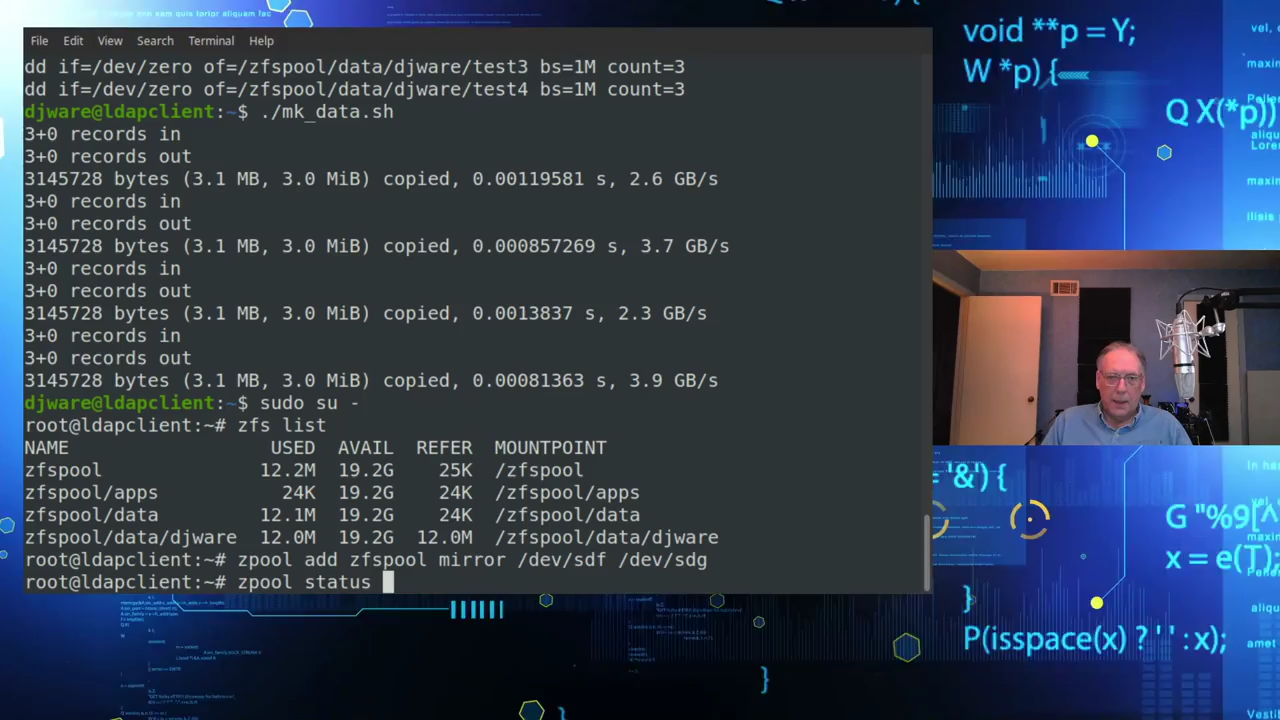 File Edit View Search Terminal Help
dd if=/dev/zero of=/zfspool/data/djware/test3 bs=1M count=3
dd if=/dev/zero of=/zfspool/data/djware/test4 bs=1M count=3
djware@ldapclient:~$ ./mk_data.sh
3+0 records in
3+0 records out
3145728 bytes (3.1 MB, 3.0 MiB) copied, 0.00119581 s, 2.6 GB/s
3+0 records in
3+0 records out
3145728 bytes (3.1 MB, 3.0 MiB) copied, 0.000857269 s, 3.7 GB/s
3+0 records in
3+0 records out
3145728 bytes (3.1 MB, 3.0 MiB) copied, 0.0013837 s, 2.3 GB/s
3+0 records in
3+0 records out
3145728 bytes (3.1 MB, 3.0 MiB) copied, 0.00081363 s, 3.9 GB/s
djware@ldapclient:~$ sudo su -
root@ldapclient:~# zfs list
NAME USED AVAIL REFER MOUNTPOINT
zfspool 12.2M 19.2G 25K /zfspool
zfspool/apps 24K 19.2G 24K /zfspool/apps
zfspool/data 12.1M 19.2G 24K /zfspool/data
zfspool/data/djware 12.0M 19.2G 12.0M /zfspool/data/djware
root@ldapclient:~# zpool add zfspool mirror /dev/sdf /dev/sdg
root@ldapclient:~# zpool status
void **p = Y;
W *p) {
Q X(*p))
= '&') {
G "%9[^
x = e(T);
}
P(isspace(x) ? ' ' : x);
}